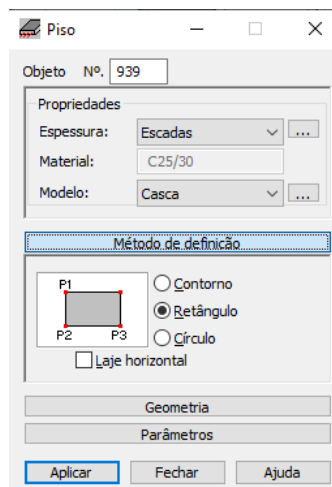 Piso
Objeto Nº. 939
Propriedades
Espessura: Escadas ...
Material: C25/30
Modelo: Casca ...
Método de definicão
P1
P2 P3
Contorno
Retângulo
Círculo
Laje horizontal
Geometria
Parâmetros
Aplicar Fechar Ajuda